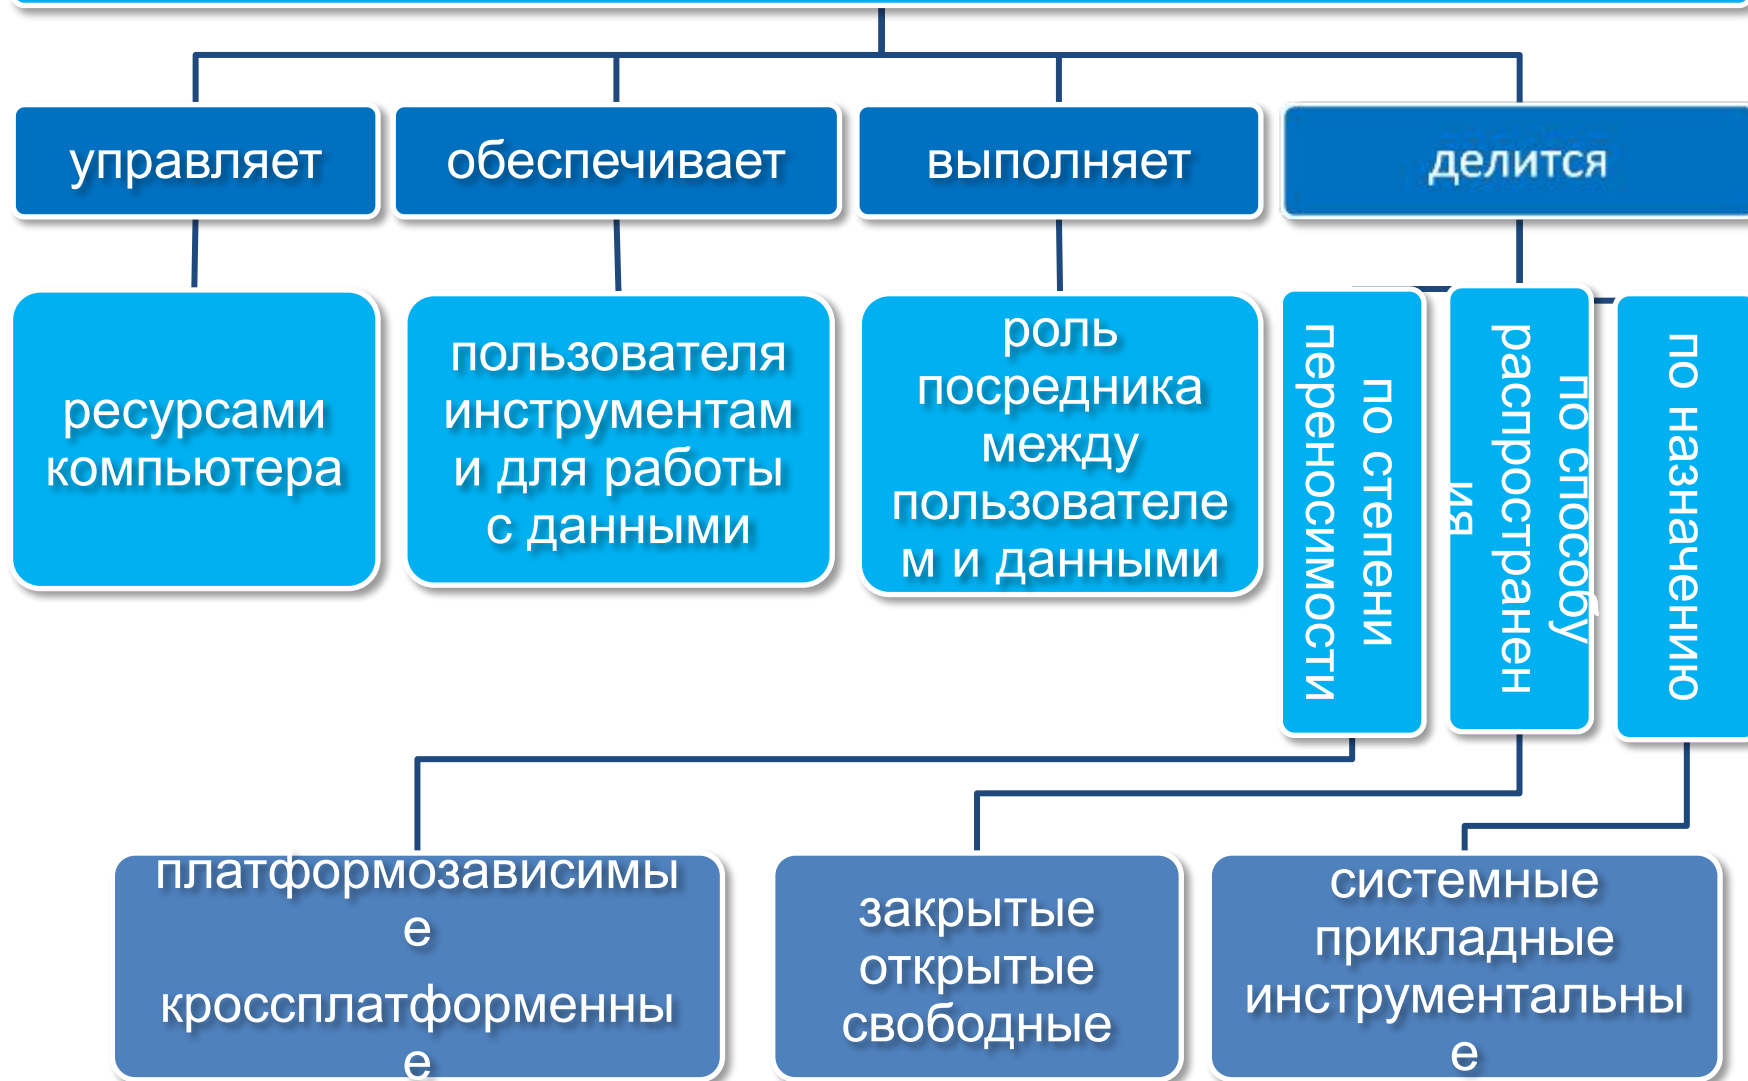 управляет
обеспечивает
выполняет
делится
ресурсами
компьютера
пользователя
инструментам
и для работы
с данными
роль
посредника
между
пользователе
м и данными
по степени
переносимости
по способу
распространен
ия
по назначению
платформозависимы
е
кроссплатформенны
е
закрытые
открытые
свободные
системные
прикладные
инструментальны
е